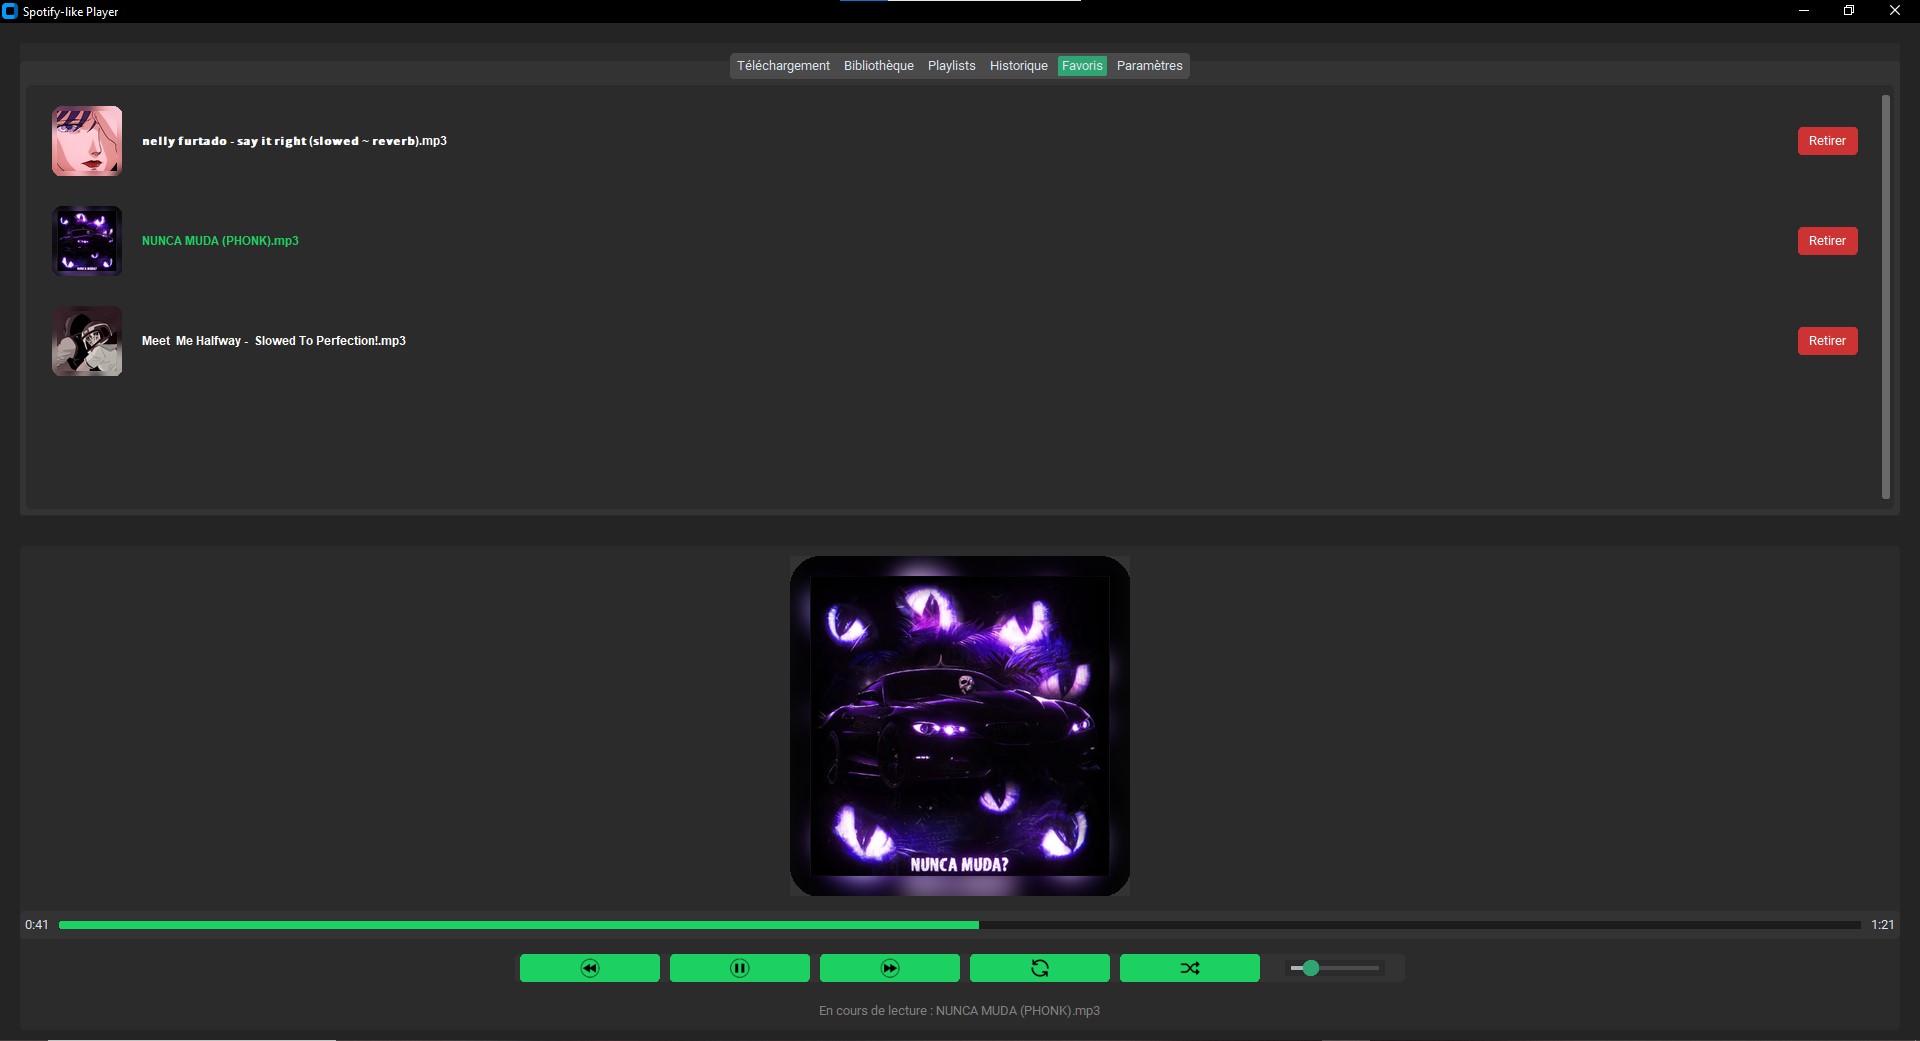 Spotify-like Player
Téléchargement Bibliothèque Playlists Historique Favoris Paramètres
nelly furtado - say it right (slowed ~ reverb).mp3 Retirer
NUNCA MUDA (PHONK).mp3 Retirer
Meet Me Halfway - Slowed To Perfection!.mp3 Retirer
NUNCA MUDA?
0:41 1:21
En cours de lecture : NUNCA MUDA (PHONK).mp3